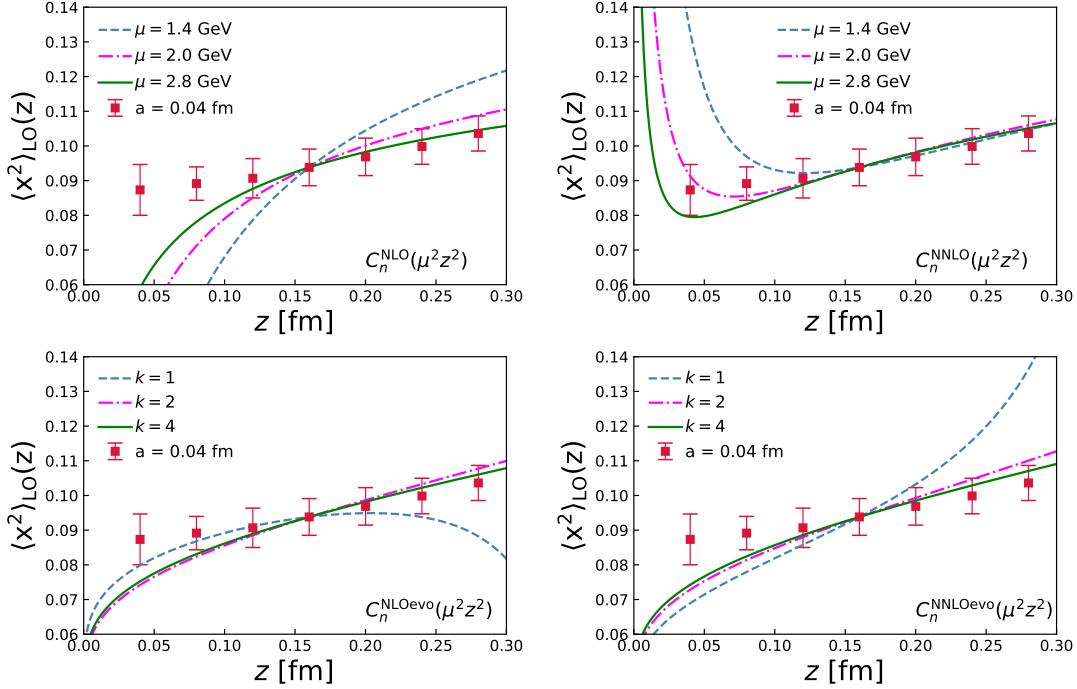 0.14
0.13
0.12
0.11
0.10
0.09
0.08
0.07
0.06
⟨x²⟩LO(z)
μ = 1.4 GeV
μ = 2.0 GeV
μ = 2.8 GeV
a = 0.04 fm
C_n^NLO(μ²z²)
0.00 0.05 0.10 0.15 0.20 0.25 0.30
z [fm]
0.14
0.13
0.12
0.11
0.10
0.09
0.08
0.07
0.06
⟨x²⟩LO(z)
μ = 1.4 GeV
μ = 2.0 GeV
μ = 2.8 GeV
a = 0.04 fm
C_n^NNLO(μ²z²)
0.00 0.05 0.10 0.15 0.20 0.25 0.30
z [fm]
0.14
0.13
0.12
0.11
0.10
0.09
0.08
0.07
0.06
⟨x²⟩LO(z)
k = 1
k = 2
k = 4
a = 0.04 fm
C_n^NLOevo(μ²z²)
0.00 0.05 0.10 0.15 0.20 0.25 0.30
z [fm]
0.14
0.13
0.12
0.11
0.10
0.09
0.08
0.07
0.06
⟨x²⟩LO(z)
k = 1
k = 2
k = 4
a = 0.04 fm
C_n^NNLOevo(μ²z²)
0.00 0.05 0.10 0.15 0.20 0.25 0.30
z [fm]